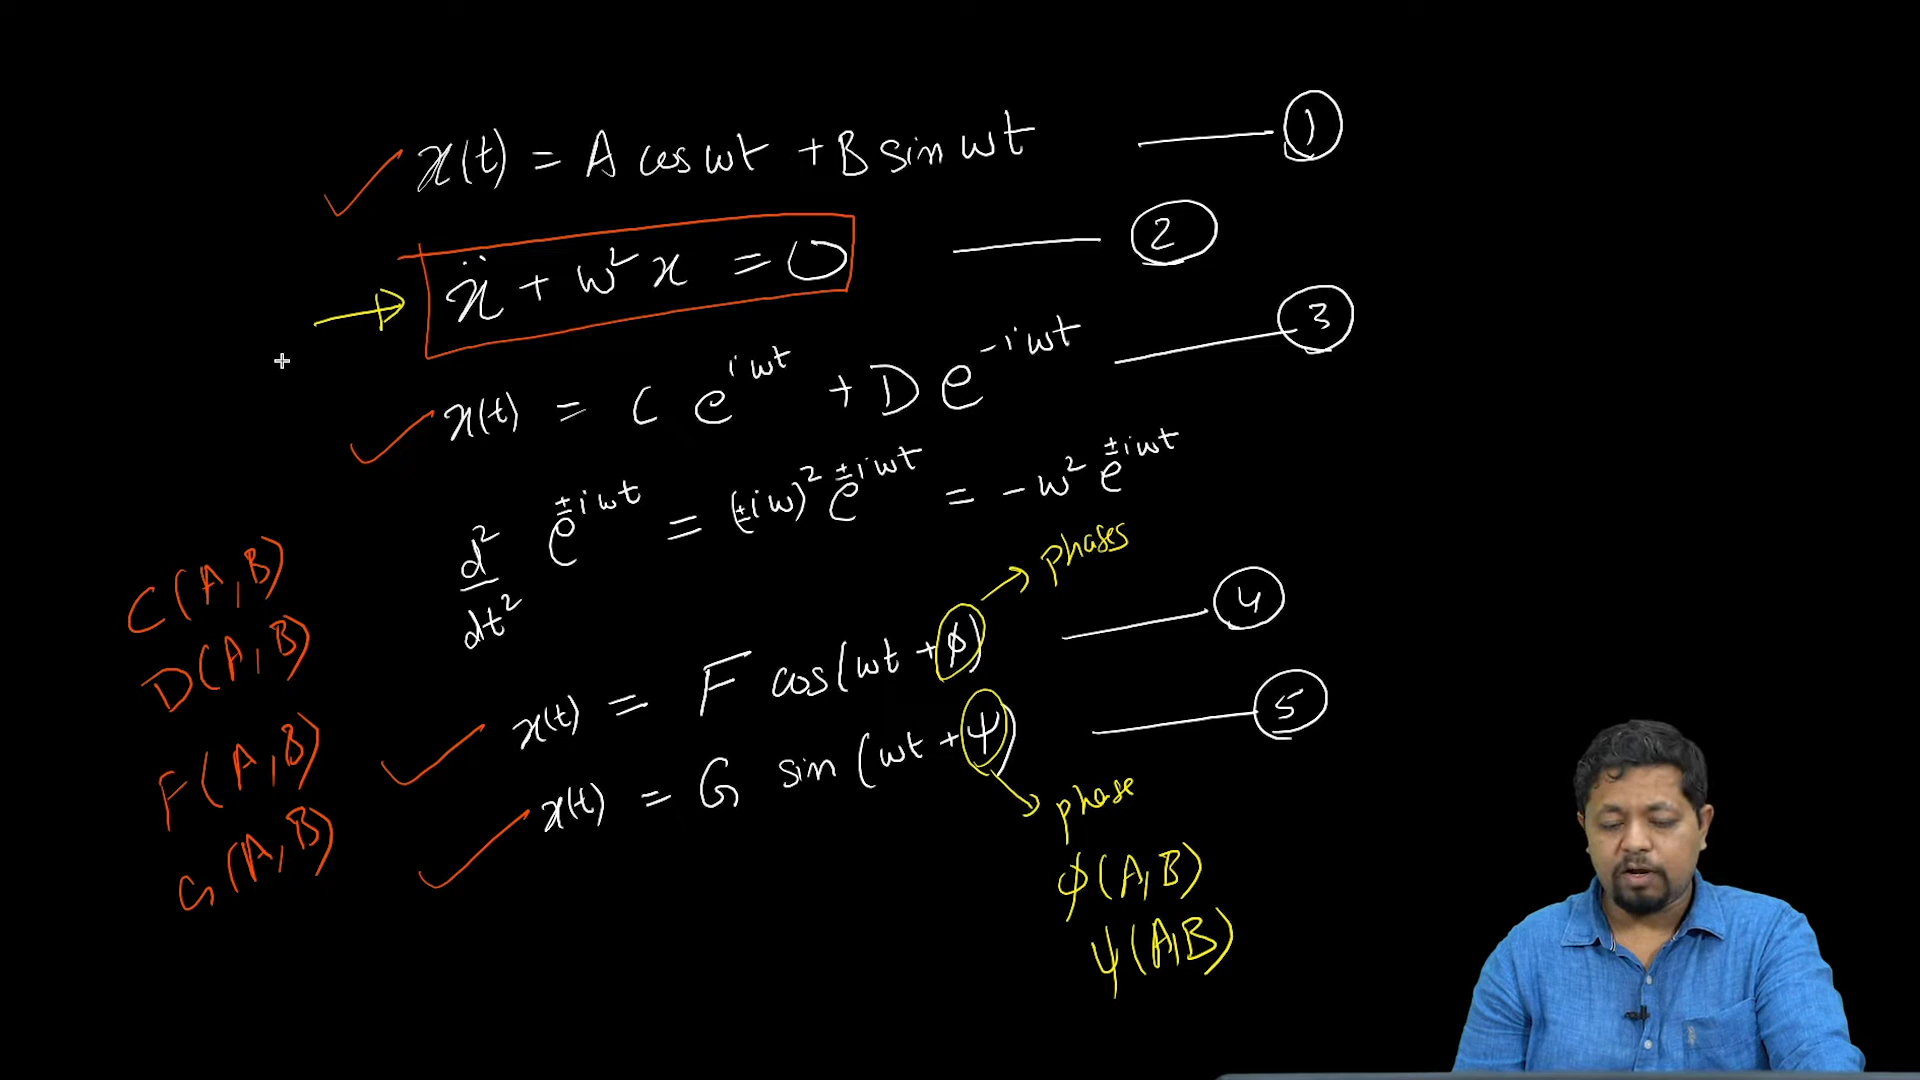 x(t) = A cos ωt + B sin ωt —— ①
ẍ + ω² x = 0 —— ②
x(t) = C e^{iωt} + D e^{-iωt} —— ③
d²/dt² e^{±iωt} = (±iω)² e^{±iωt} = -ω² e^{±iωt}
phases
x(t) = F cos(ωt + φ) —— ④
x(t) = G sin(ωt + ψ) —— ⑤
phase
φ(A,B)
ψ(A,B)
C(A,B)
D(A,B)
F(A,B)
G(A,B)